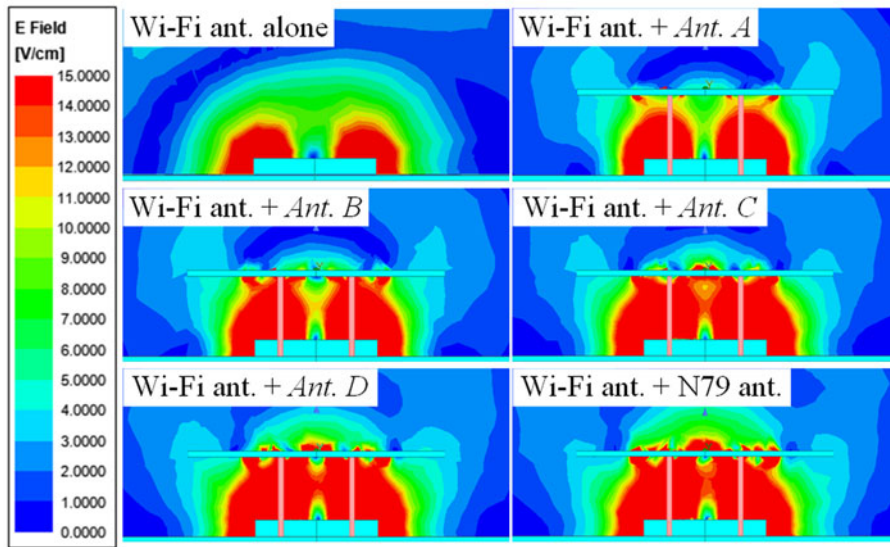 E Field
[V/cm]
15.0000
14.0000
12.0000
11.0000
10.0000
9.0000
8.0000
7.0000
6.0000
5.0000
4.0000
3.0000
2.0000
1.0000
0.0000
Wi-Fi ant. alone
Wi-Fi ant. + Ant. A
Wi-Fi ant. + Ant. B
Wi-Fi ant. + Ant. C
Wi-Fi ant. + Ant. D
Wi-Fi ant. + N79 ant.